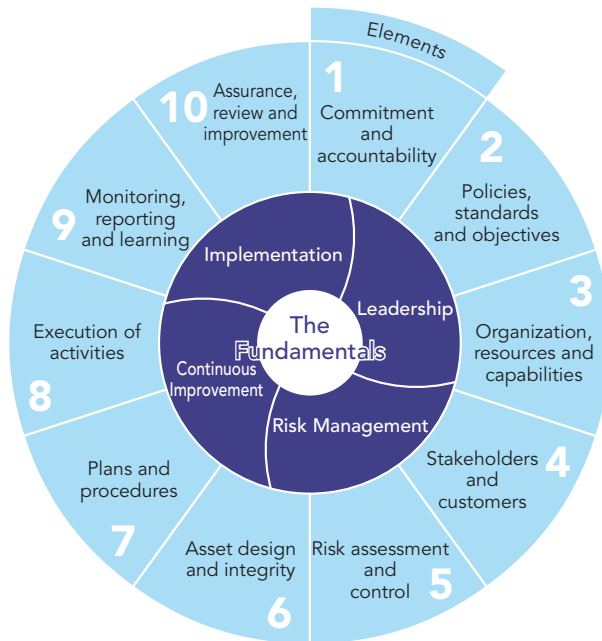 Elements
1
Commitment
and
accountability
2
Policies,
standards
and objectives
3
Organization,
resources and
capabilities
4
Stakeholders
and
customers
5
Risk assessment
and
control
6
Asset design
and integrity
7
Plans and
procedures
8
Execution of
activities
9
Monitoring,
reporting
and learning
10
Assurance,
review and
improvement
Implementation
Leadership
Risk Management
Continuous
Improvement
The
Fundamentals